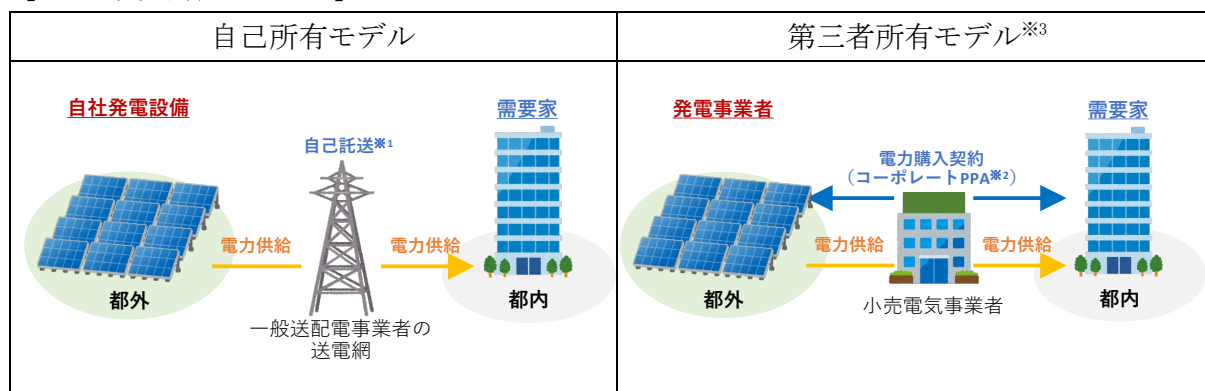 自己所有モデル
第三者所有モデル※3
自社発電設備
需要家
自己託送※1
電力供給
電力供給
都外
都内
一般送配電事業者の
送電網
発電事業者
需要家
電力購入契約
（コーポレートPPA※2）
電力供給
電力供給
都外
都内
小売電気事業者